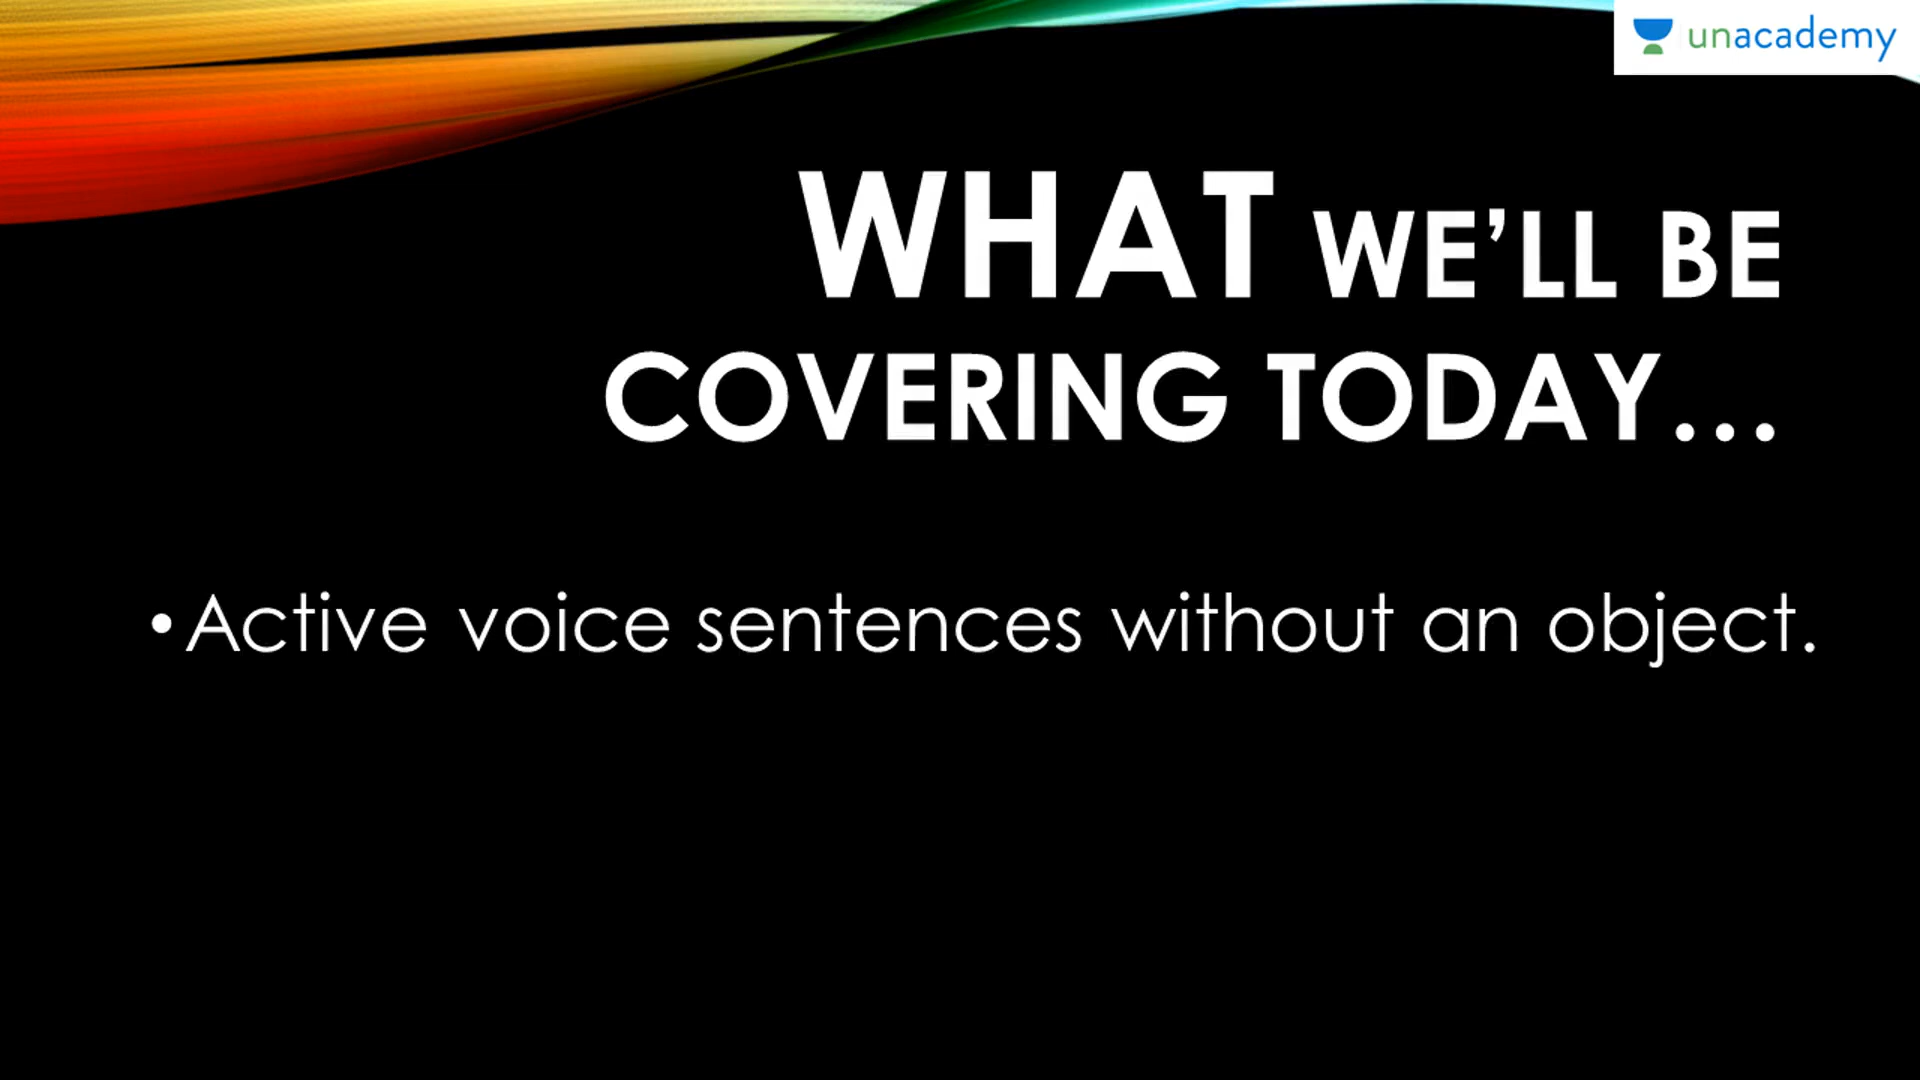 unacademy
WHAT WE’LL BE
COVERING TODAY...
•Active voice sentences without an object.